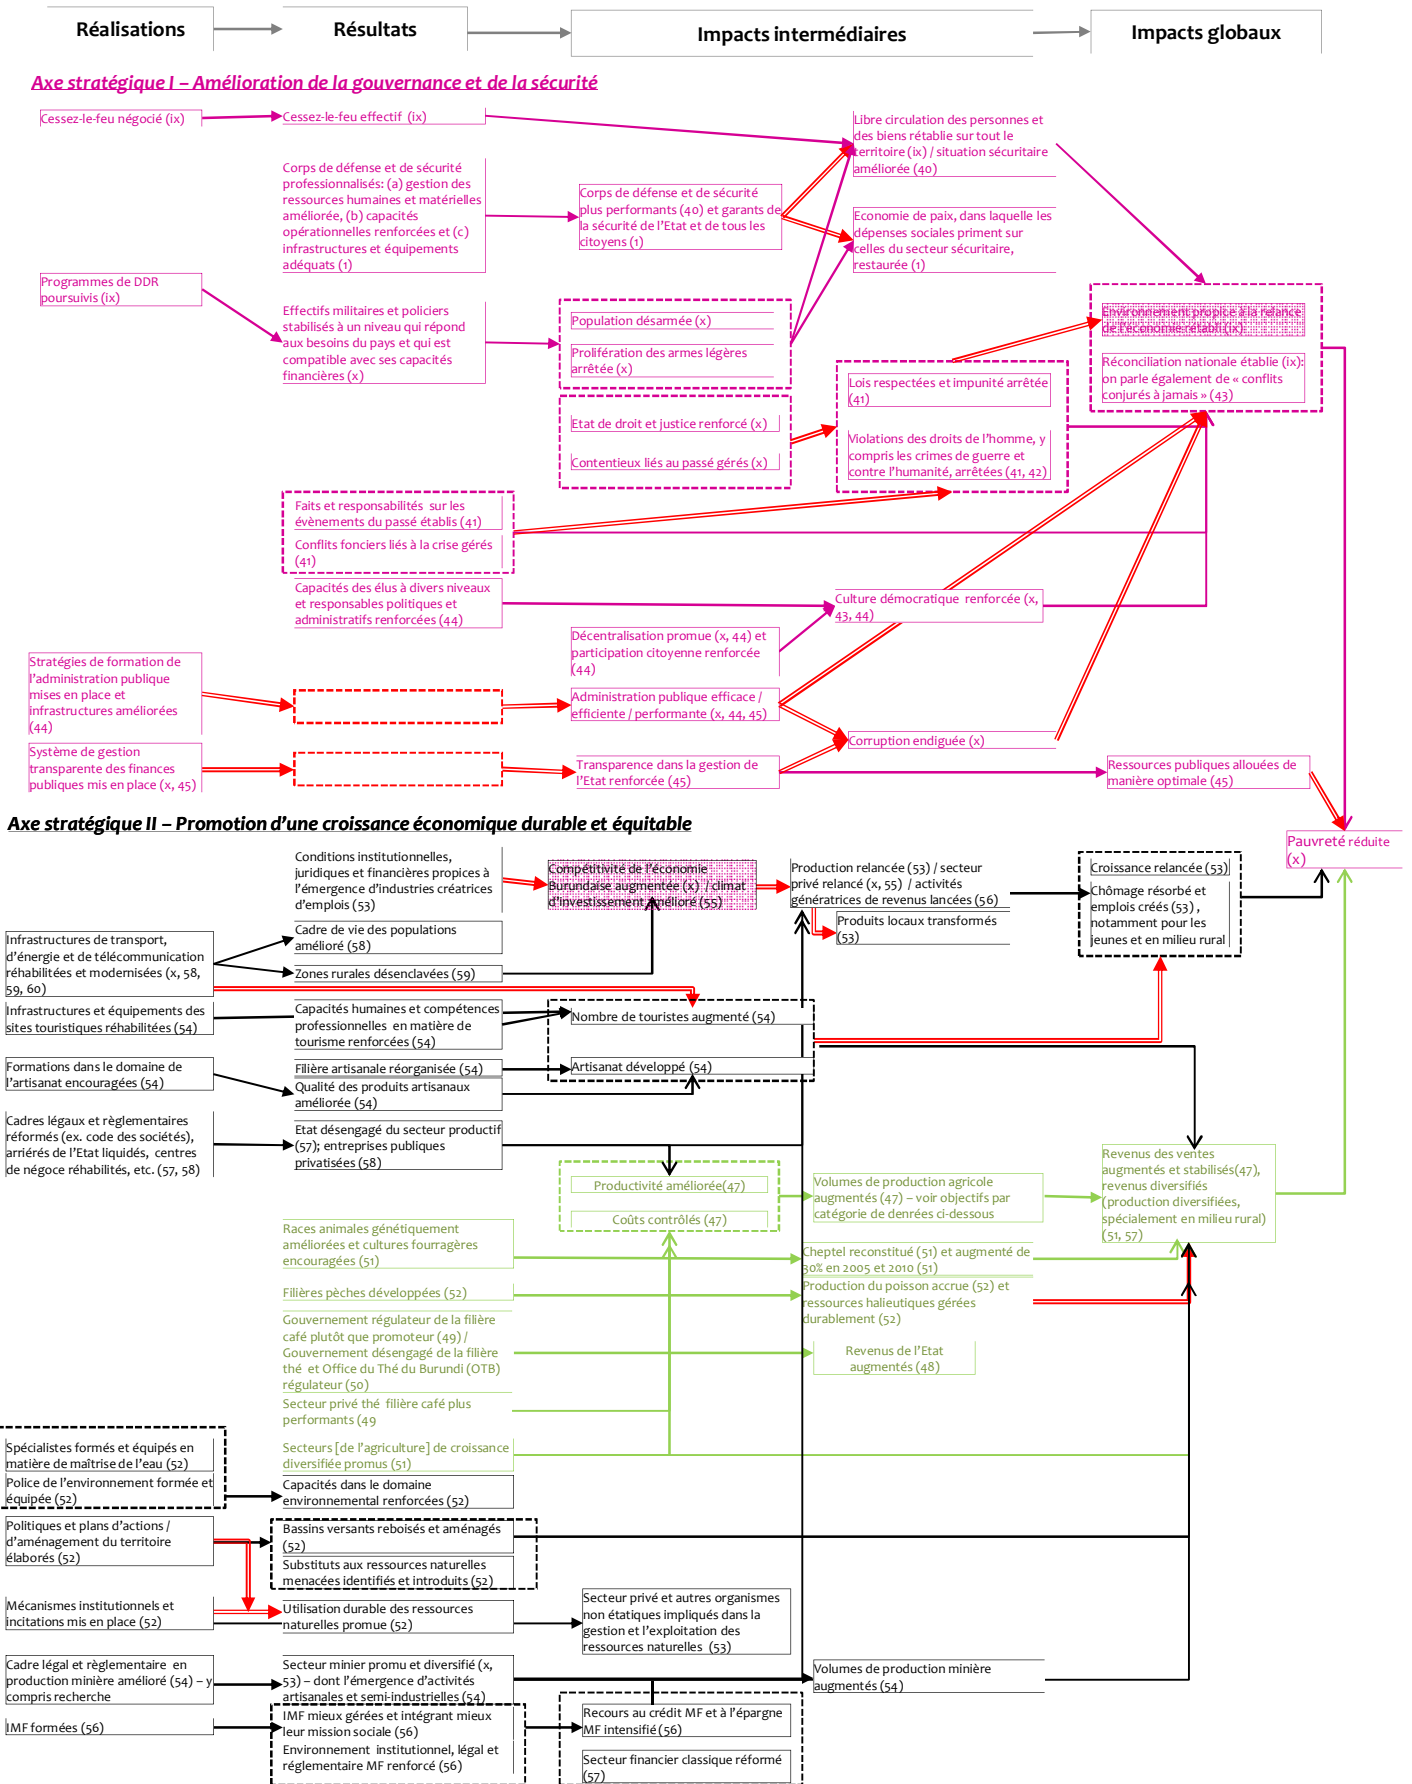 Réalisations
Résultats
Impacts intermédiaires
Impacts globaux
Axe stratégique I – Amélioration de la gouvernance et de la sécurité
Cessez-le-feu négocié (ix)
Cessez-le-feu effectif  (ix)
Libre circulation des personnes et
des biens rétablie sur tout le
territoire (ix) / situation sécuritaire
améliorée (40)
Corps de défense et de sécurité
professionnalisés: (a) gestion des
ressources humaines et matérielles
améliorée, (b) capacités
opérationnelles renforcées et (c)
infrastructures et équipements
adéquats (1)
Corps de défense et de sécurité
plus performants (40) et garants de
la sécurité de l'Etat et de tous les
citoyens (1)
Economie de paix, dans laquelle les
dépenses sociales priment sur
celles du secteur sécuritaire,
restaurée (1)
Programmes de DDR
poursuivis (ix)
Effectifs militaires et policiers
stabilisés à un niveau qui répond
aux besoins du pays et qui est
compatible avec ses capacités
financières (x)
Population désarmée (x)
Prolifération des armes légères
arrêtée (x)
Environnement propice à la relance
de l'économie rétabli (ix)
Réconciliation nationale établie (ix):
on parle également de « conflits
conjurés à jamais » (43)
Lois respectées et impunité arrêtée
(41)
Violations des droits de l'homme, y
compris les crimes de guerre et
contre l'humanité, arrêtées (41, 42)
Etat de droit et justice renforcé (x)
Contentieux liés au passé gérés (x)
Faits et responsabilités  sur les
évènements du passé établis (41)
Conflits fonciers liés à la crise gérés
(41)
Capacités des élus à divers niveaux
et responsables politiques et
administratifs renforcées (44)
Culture démocratique  renforcée (x,
43, 44)
Décentralisation promue (x, 44) et
participation citoyenne renforcée
(44)
Stratégies de formation de
l'administration publique
mises en place et
infrastructures améliorées
(44)
Administration publique efficace /
efficiente / performante (x, 44, 45)
Corruption endiguée (x)
Système de gestion
transparente des finances
publiques mis en place (x, 45)
Transparence dans la gestion de
l'Etat renforcée (45)
Ressources publiques allouées de
manière optimale (45)
Axe stratégique II – Promotion d'une croissance économique durable et équitable
Pauvreté réduite
(x)
Conditions institutionnelles,
juridiques et financières propices à
l'émergence d'industries créatrices
d'emplois (53)
Compétitivité de l'économie
Burundaise augmentée (x)  / climat
d'investissement amélioré (55)
Production relancée (53) / secteur
privé relancé (x, 55)  / activités
génératrices de revenus lancées (56)
Produits locaux transformés
(53)
Croissance relancée (53)
Chômage résorbé et
emplois créés (53) ,
notamment pour les
jeunes et en milieu rural
Infrastructures de transport,
d'énergie et de télécommunication
réhabilitées et modernisées (x, 58,
59, 60)
Cadre de vie des populations
amélioré (58)
Zones rurales désenclavées (59)
Infrastructures et équipements des
sites touristiques réhabilitées (54)
Capacités humaines et compétences
professionnelles  en matière de
tourisme renforcées (54)
Nombre de touristes augmenté (54)
Formations dans le domaine de
l'artisanat encouragées (54)
Filière artisanale réorganisée (54)
Qualité des produits artisanaux
améliorée (54)
Artisanat développé (54)
Cadres légaux et règlementaires
réformés (ex. code des sociétés),
arriérés de l'Etat liquidés,  centres
de négoce réhabilités, etc. (57, 58)
Etat désengagé du secteur productif
(57); entreprises publiques
privatisées (58)
Productivité améliorée(47)
Coûts contrôlés (47)
Volumes de production agricole
augmentés (47) – voir objectifs par
catégorie de denrées ci-dessous
Revenus des ventes
augmentés et stabilisés(47),
revenus diversifiés
(production diversifiées,
spécialement en milieu rural)
(51, 57)
Races animales génétiquement
améliorées et cultures fourragères
encouragées (51)
Cheptel reconstitué (51) et augmenté de
30% en 2005 et 2010 (51)
Filières pèches développées (52)
Production du poisson accrue (52) et
ressources halieutiques gérées
durablement (52)
Gouvernement régulateur de la filière
café plutôt que promoteur (49) /
Gouvernement désengagé de la filière
thé  et Office du Thé du Burundi (OTB)
régulateur (50)
Revenus de l'Etat
augmentés (48)
Secteur privé thé  filière café plus
performants (49
Secteurs [de l'agriculture] de croissance
diversifiée promus (51)
Spécialistes formés et équipés en
matière de maîtrise de l'eau (52)
Police de l'environnement formée et
équipée (52)
Capacités dans le domaine
environnemental renforcées (52)
Politiques et plans d'actions /
d'aménagement du territoire
élaborés (52)
Bassins versants reboisés et aménagés
(52)
Substituts aux ressources naturelles
menacées identifiés et introduits (52)
Mécanismes institutionnels et
incitations mis en place (52)
Utilisation durable des ressources
naturelles promue (52)
Secteur privé et autres organismes
non étatiques impliqués dans la
gestion et l'exploitation des
ressources naturelles  (53)
Cadre légal et règlementaire  en
production minière amélioré (54) – y
compris recherche
Secteur minier promu et diversifié (x,
53) – dont l'émergence d'activités
artisanales et semi-industrielles (54)
Volumes de production minière
augmentés (54)
IMF formées (56)
IMF mieux gérées et intégrant mieux
leur mission sociale (56)
Environnement  institutionnel, légal et
réglementaire MF renforcé (56)
Recours au crédit MF et à l'épargne
MF intensifié (56)
Secteur financier classique réformé
(57)